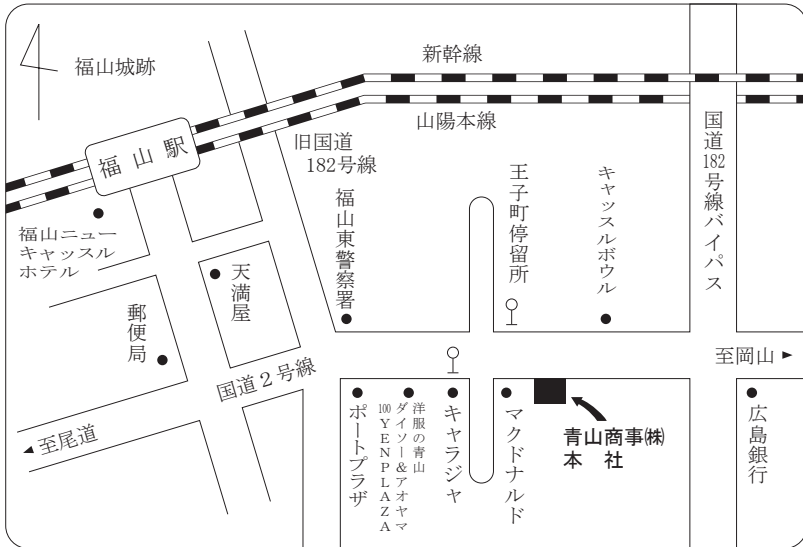 福山城跡
新幹線
山陽本線
福山駅
旧国道
182号線
国道182号線バイパス
福山ニュー
キャッスル
ホテル
天満屋
郵便局
福山東警察署
王子町停留所
キャッスルボウル
国道2号線
至岡山
至尾道
ポートプラザ
洋服の青山
ダイソー&アオヤマ
100YENPLAZA
キャラジャ
マクドナルド
青山商事㈱
本社
広島銀行